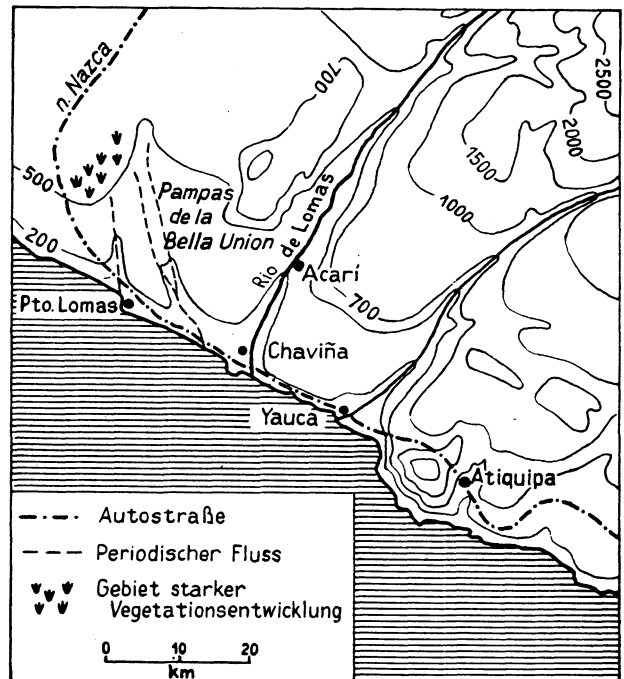 n. Nazca
700
2500
2000
1500
1000
500
Pampas
de la
Bella Union
Rio de Lomas
200
Acarí
700
Pto. Lomas
Chaviña
Yauca
Atiquipa
Autostraße
Periodischer Fluss
Gebiet starker
Vegetationsentwicklung
0 10 20
km